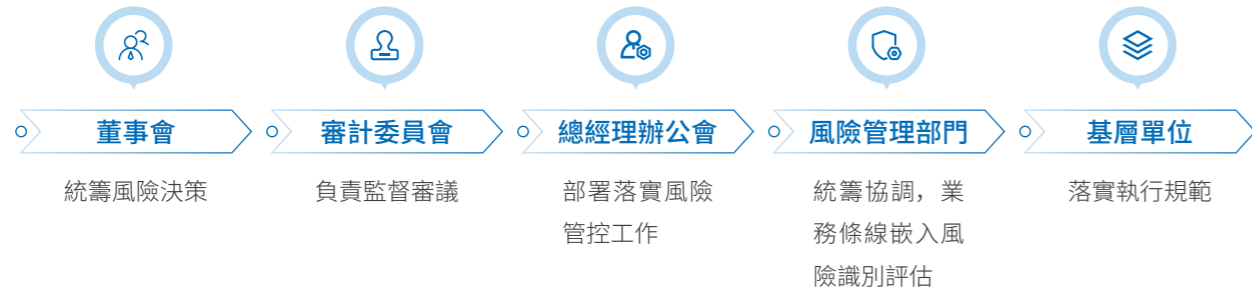 董事會
統籌風險決策
審計委員會
負責監督審議
總經理辦公會
部署落實風險
管控工作
風險管理部門
統籌協調，業
務條線嵌入風
險識別評估
基層單位
落實執行規範